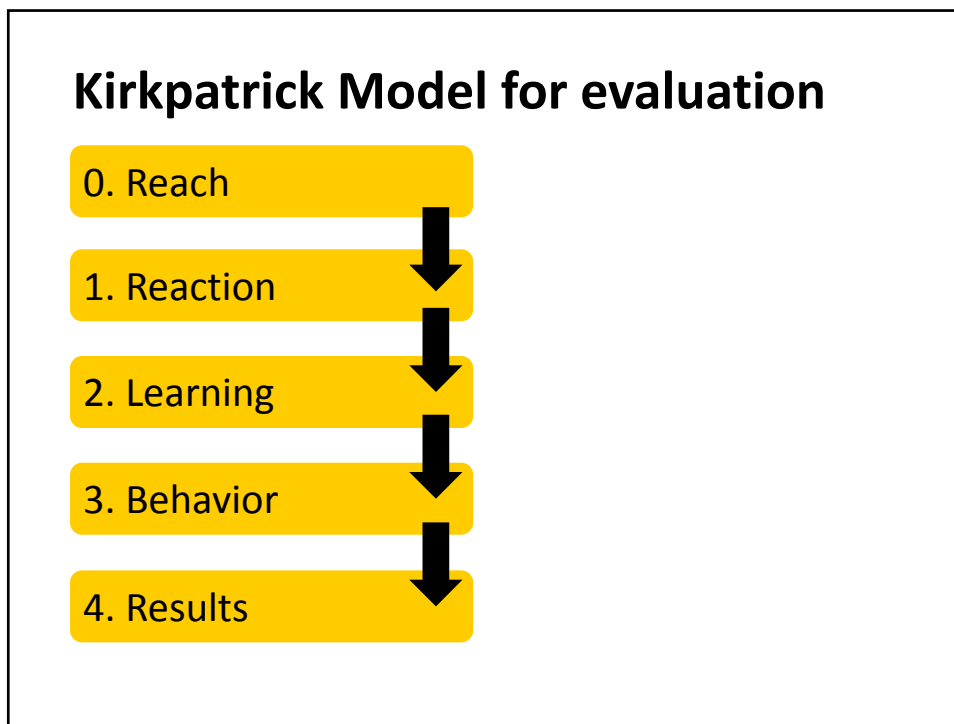 Kirkpatrick Model for evaluation
0. Reach
1. Reaction
2. Learning
3. Behavior
4. Results